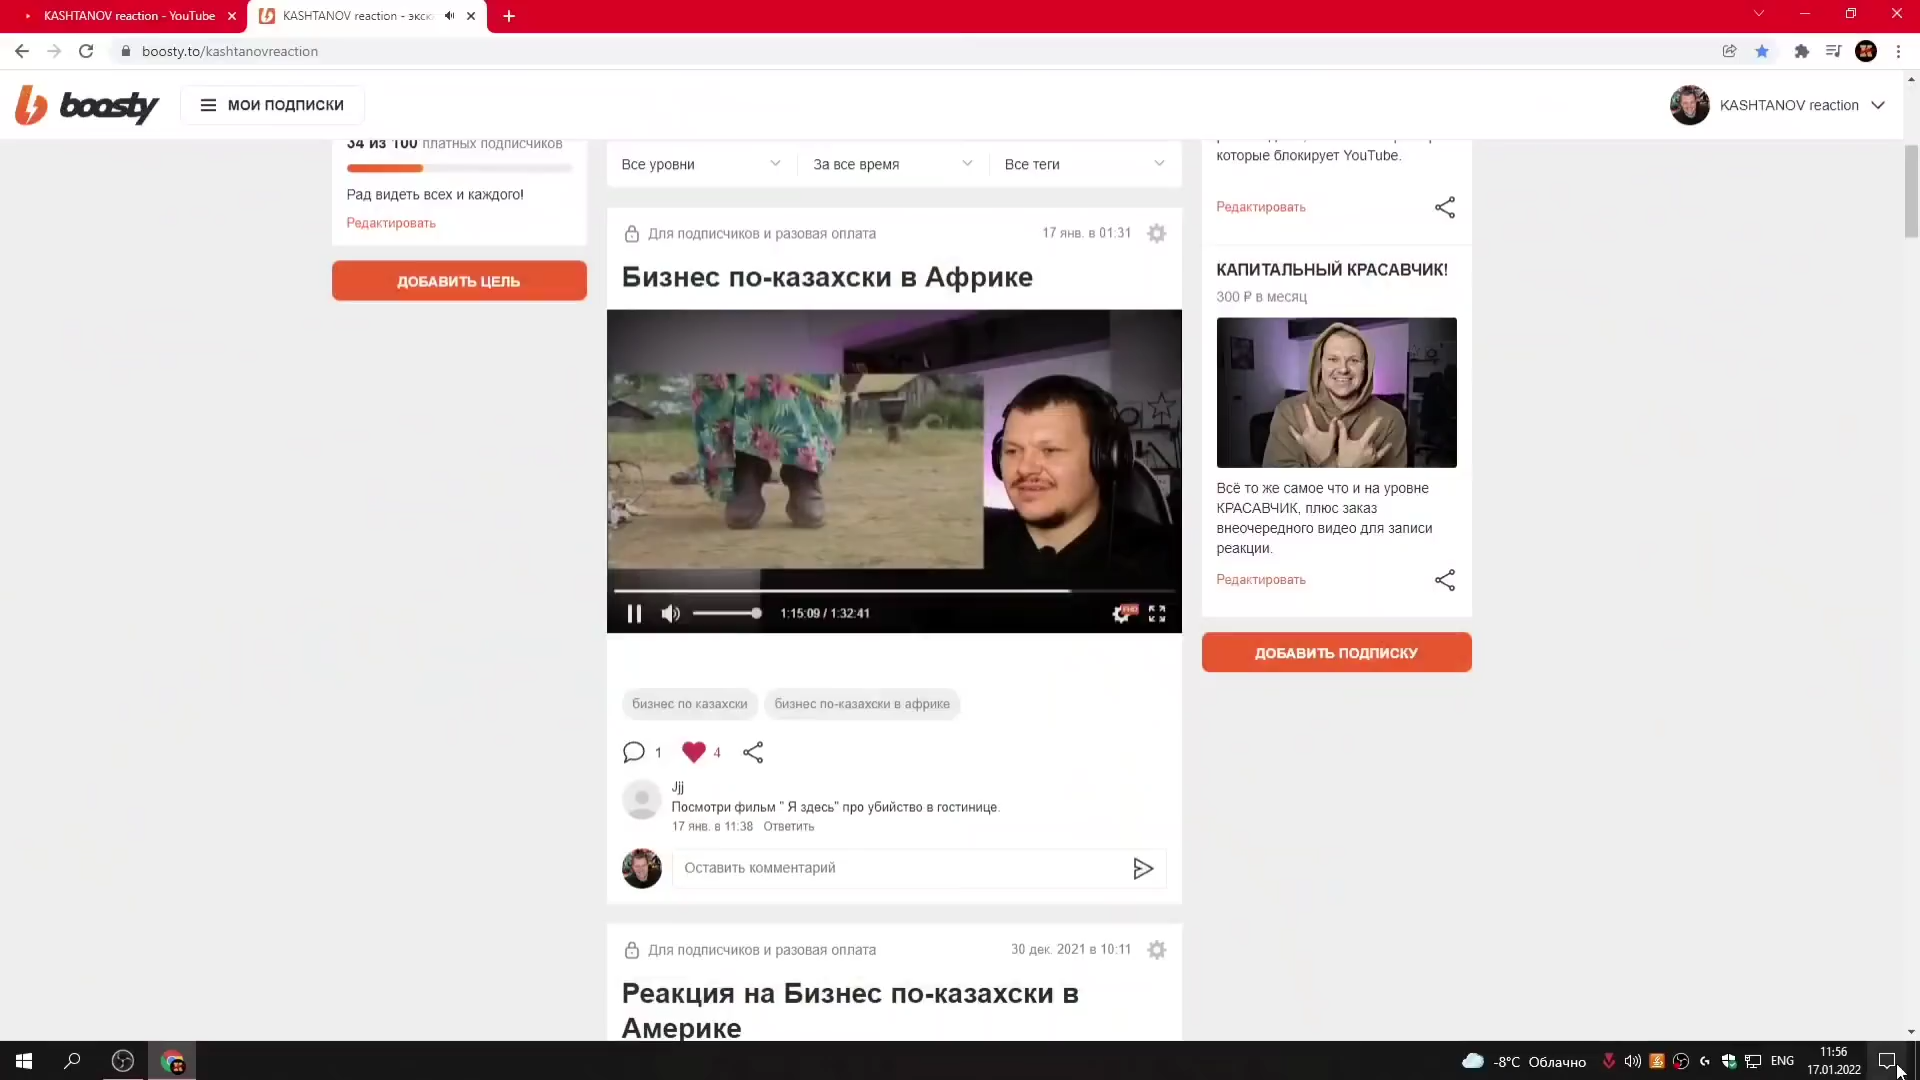 KASHTANOV reaction - YouTube
KASHTANOV reaction - экск
boosty.to/kashtanovreaction
boosty
МОИ ПОДПИСКИ
KASHTANOV reaction
34 из 100 платных подписчиков
Рад видеть всех и каждого!
Редактировать
ДОБАВИТЬ ЦЕЛЬ
Все уровни
За все время
Все теги
Для подписчиков и разовая оплата
17 янв. в 01:31
Бизнес по-казахски в Африке
1:15:09 / 1:32:41
FHD
бизнес по казахски
бизнес по-казахски в африке
1
4
Jjj
Посмотри фильм " Я здесь" про убийство в гостинице.
17 янв. в 11:38 Ответить
Оставить комментарий
Для подписчиков и разовая оплата
30 дек. 2021 в 10:11
Реакция на Бизнес по-казахски в
Америке
которые блокирует YouTube.
Редактировать
КАПИТАЛЬНЫЙ КРАСАВЧИК!
300 ₽ в месяц
Всё то же самое что и на уровне
КРАСАВЧИК, плюс заказ
внеочередного видео для записи
реакции.
Редактировать
ДОБАВИТЬ ПОДПИСКУ
-8°C Облачно
ENG
11:56
17.01.2022